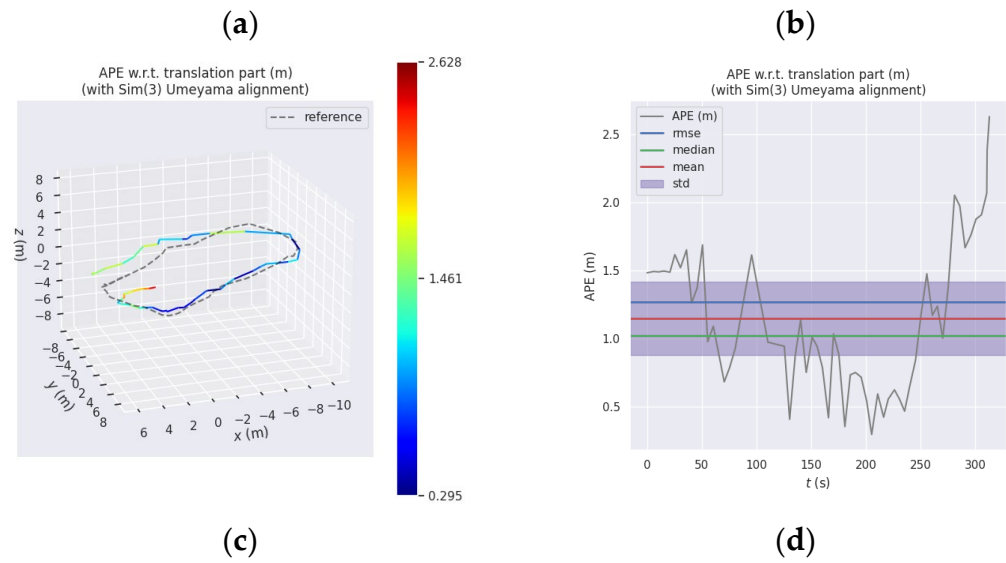 (a)
(b)
APE w.r.t. translation part (m)
(with Sim(3) Umeyama alignment)
reference
8
6
4
2
0
−2
−4
−6
−8
z (m)
−8
−6
−4
−2
0
2
4
6
8
y (m)
6
4
2
0
−2
−4
−6
−8
−10
x (m)
2.628
1.461
0.295
APE w.r.t. translation part (m)
(with Sim(3) Umeyama alignment)
APE (m)
rmse
median
mean
std
2.5
2.0
1.5
1.0
0.5
APE (m)
0
50
100
150
200
250
300
t (s)
(c)
(d)